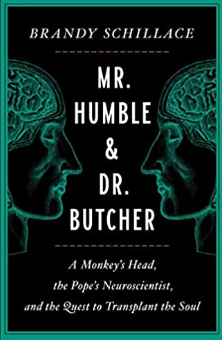 BRANDY SCHILLACE
MR.
HUMBLE
&
DR.
BUTCHER
A Monkey's Head,
the Pope's Neuroscientist,
and the Quest to Transplant the Soul